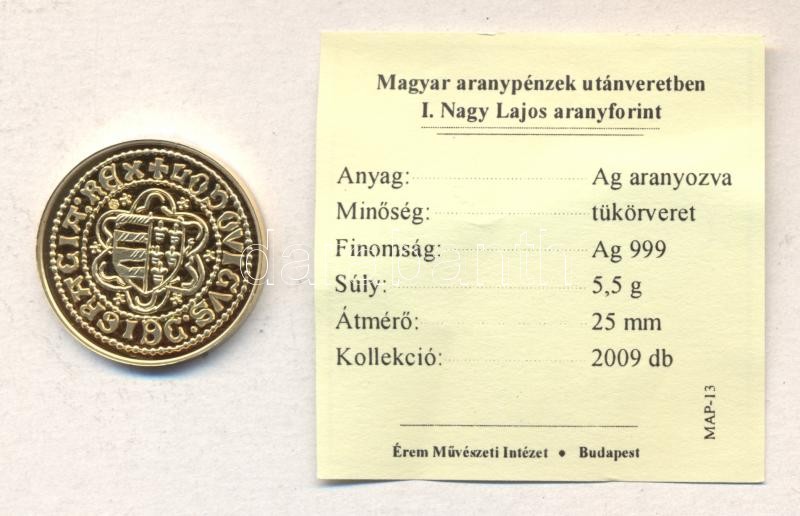 Magyar aranypénzek utánveretben
I. Nagy Lajos aranyforint
Anyag: Ag aranyozva
Minőség: tükörveret
Finomság: Ag 999
Súly: 5,5 g
Átmérő: 25 mm
Kollekció: 2009 db
MAP-13
Érem Művészeti Intézet • Budapest